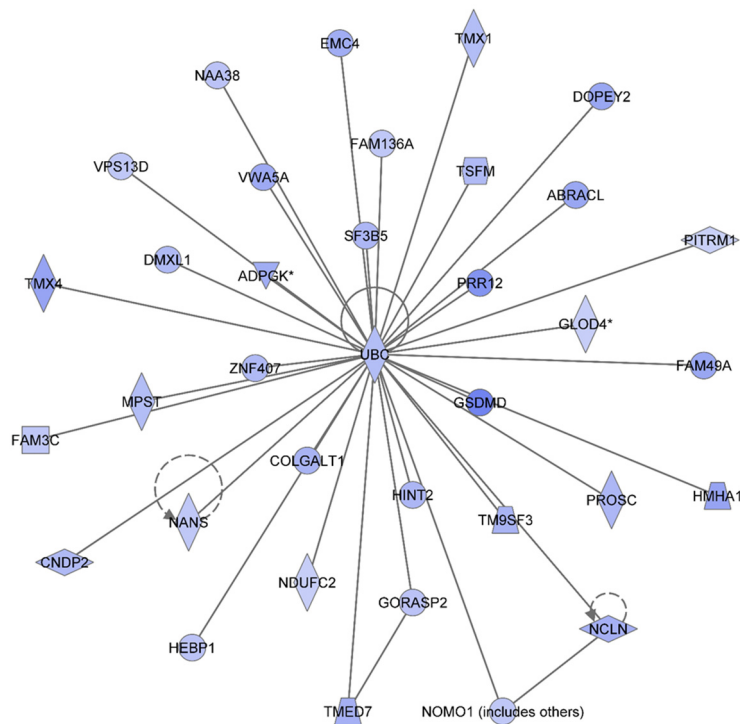 EMC4
TMX1
NAA38
DOPEY2
FAM136A
VPS13D
VWA5A
TSFM
ABRACL
SF3B5
PITRM1
DMXL1
ADPGK*
TMX4
PRR12
GLOD4*
UBC
ZNF407
FAM49A
MPST
GSDMD
FAM3C
COLGALT1
HINT2
PROSC
HMHA1
NANS
TM9SF3
CNDP2
NDUFC2
GORASP2
NCLN
HEBP1
TMED7
NOMO1 (includes others)